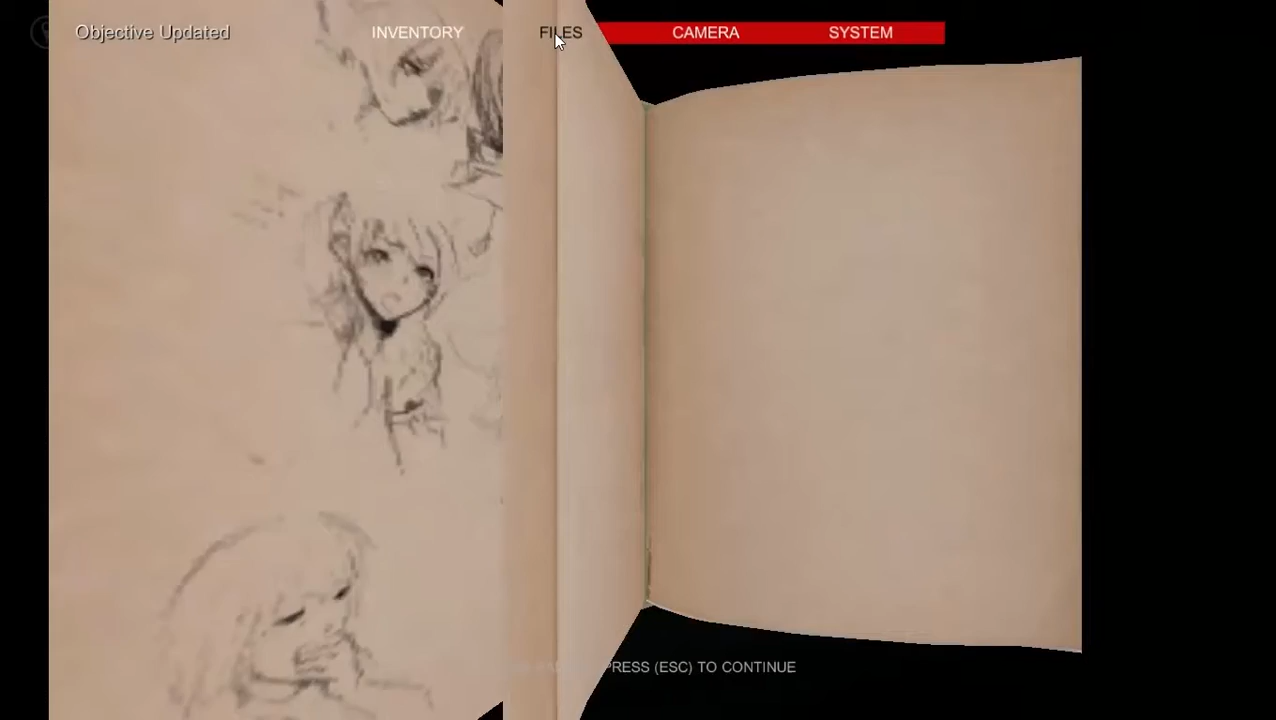 Objective Updated
INVENTORY
FILES
CAMERA
SYSTEM
PRESS (ESC) TO CONTINUE